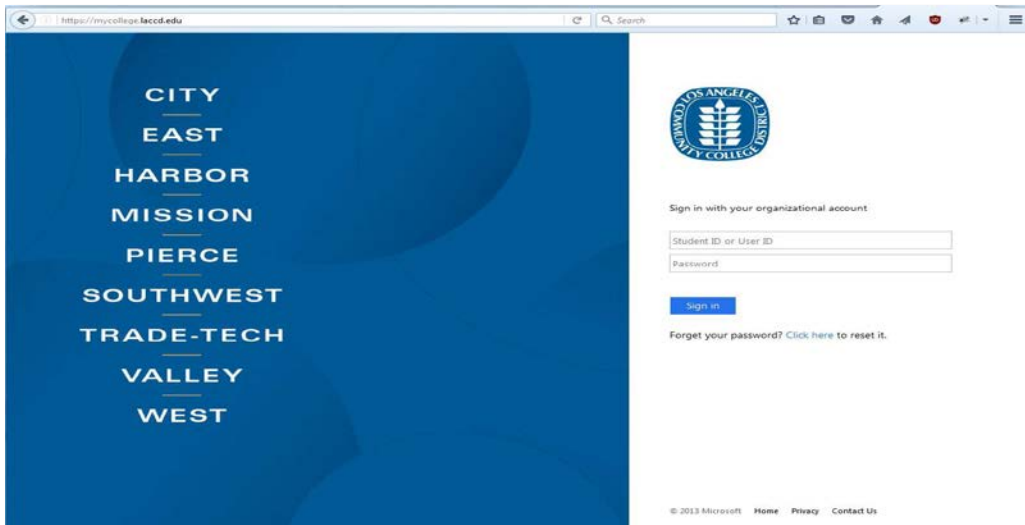 https://mycollege.laccd.edu
Search
CITY
EAST
HARBOR
MISSION
PIERCE
SOUTHWEST
TRADE-TECH
VALLEY
WEST
LOS ANGELES
COMMUNITY COLLEGE DISTRICT
Sign in with your organizational account
Student ID or User ID
Password
Sign in
Forget your password? Click here to reset it.
© 2013 Microsoft Home Privacy Contact Us